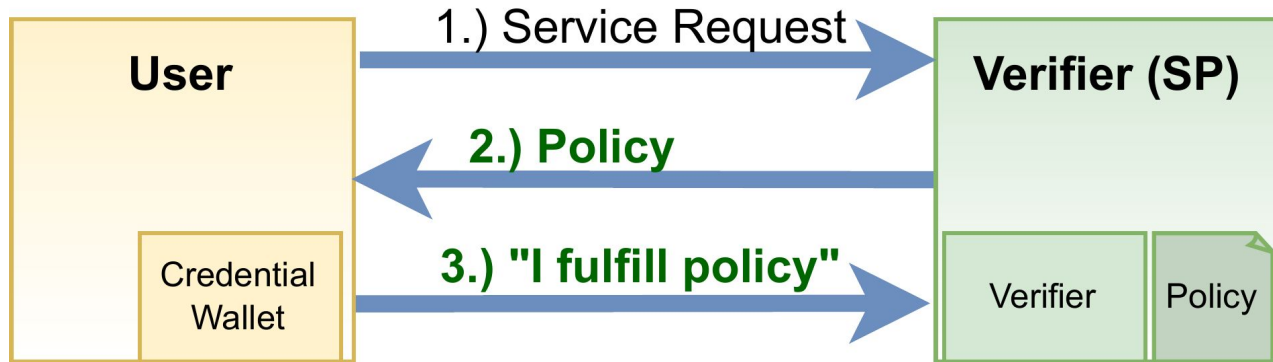 1.) Service Request
User
Verifier (SP)
2.) Policy
3.) "I fulfill policy"
Credential
Wallet
Verifier
Policy